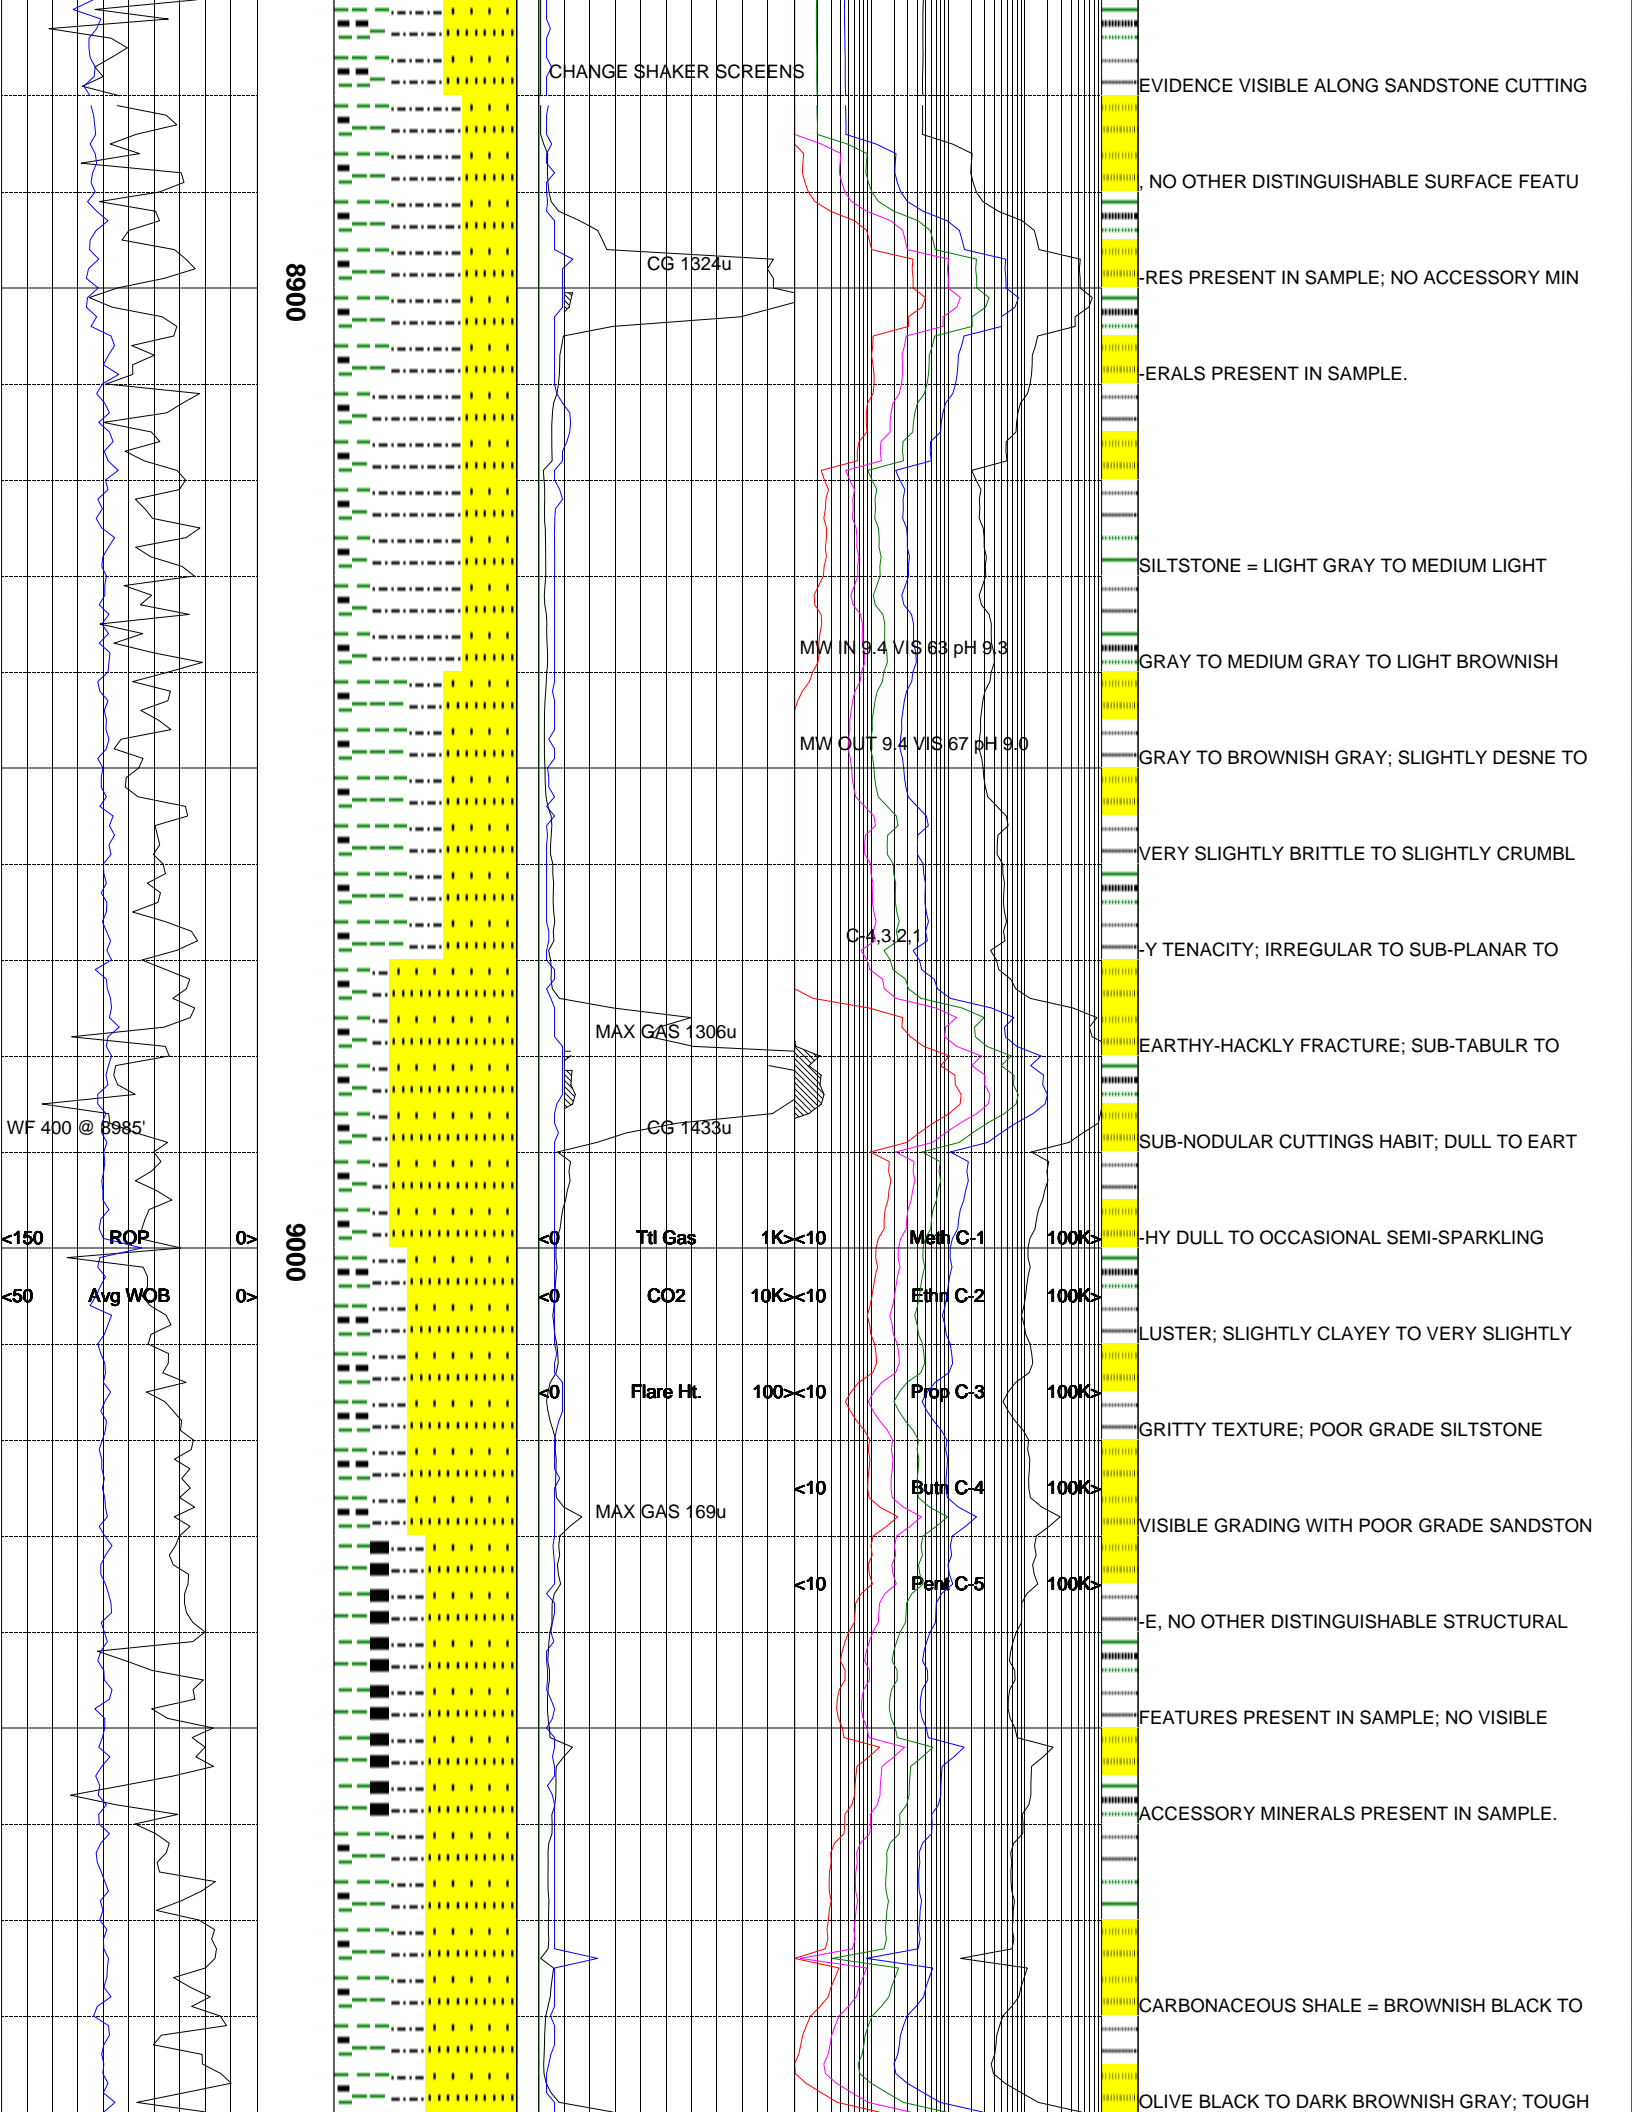 CHANGE SHAKER SCREENS
EVIDENCE VISIBLE ALONG SANDSTONE CUTTING
, NO OTHER DISTINGUISHABLE SURFACE FEATU
CG 1324u
-RES PRESENT IN SAMPLE; NO ACCESSORY MIN
8900
-ERALS PRESENT IN SAMPLE.
SILTSTONE = LIGHT GRAY TO MEDIUM LIGHT
MW IN 9.4 VIS 63 pH 9.3
GRAY TO MEDIUM GRAY TO LIGHT BROWNISH
MW OUT 9.4 VIS 67 pH 9.0
GRAY TO BROWNISH GRAY; SLIGHTLY DESNE TO
VERY SLIGHTLY BRITTLE TO SLIGHTLY CRUMBL
C-4,3,2,1
-Y TENACITY; IRREGULAR TO SUB-PLANAR TO
MAX GAS 1306u
EARTHY-HACKLY FRACTURE; SUB-TABULR TO
WF 400 @ 8985'
CG 1433u
SUB-NODULAR CUTTINGS HABIT; DULL TO EART
<150 ROP 0>
<0 Ttl Gas 1K>
<10 Meth C-1 100K>
-HY DULL TO OCCASIONAL SEMI-SPARKLING
9000
<50 Avg WOB 0>
<0 CO2 10K>
<10 Ethn C-2 100K>
LUSTER; SLIGHTLY CLAYEY TO VERY SLIGHTLY
<0 Flare Ht. 100>
<10 Prop C-3 100K>
GRITTY TEXTURE; POOR GRADE SILTSTONE
<10 Butn C-4 100K>
MAX GAS 169u
VISIBLE GRADING WITH POOR GRADE SANDSTON
<10 Pent C-5 100K>
-E, NO OTHER DISTINGUISHABLE STRUCTURAL
FEATURES PRESENT IN SAMPLE; NO VISIBLE
ACCESSORY MINERALS PRESENT IN SAMPLE.
CARBONACEOUS SHALE = BROWNISH BLACK TO
OLIVE BLACK TO DARK BROWNISH GRAY; TOUGH